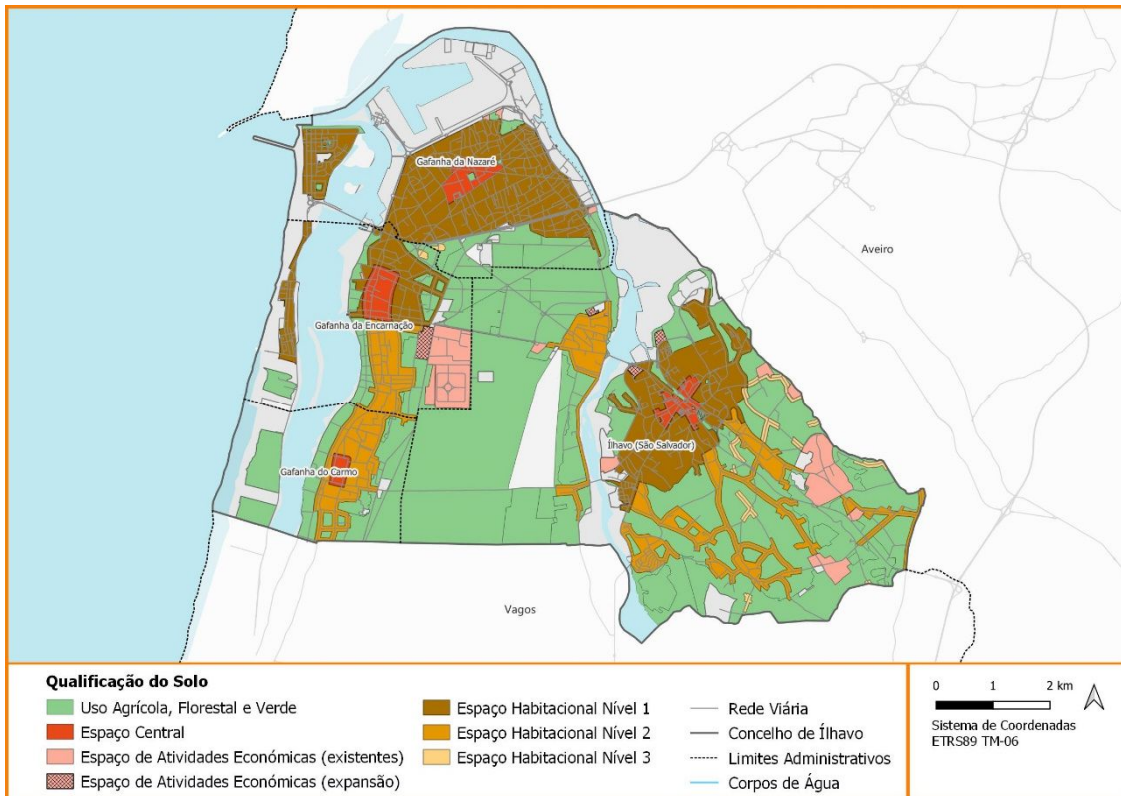 Gafanha da Nazaré
Aveiro
Gafanha da Encarnação
Ílhavo (São Salvador)
Gafanha do Carmo
Vagos
Qualificação do Solo
Uso Agrícola, Florestal e Verde
Espaço Central
Espaço de Atividades Económicas (existentes)
Espaço de Atividades Económicas (expansão)
Espaço Habitacional Nível 1
Espaço Habitacional Nível 2
Espaço Habitacional Nível 3
Rede Viária
Concelho de Ílhavo
Limites Administrativos
Corpos de Água
0 1 2 km
Sistema de Coordenadas
ETRS89 TM-06